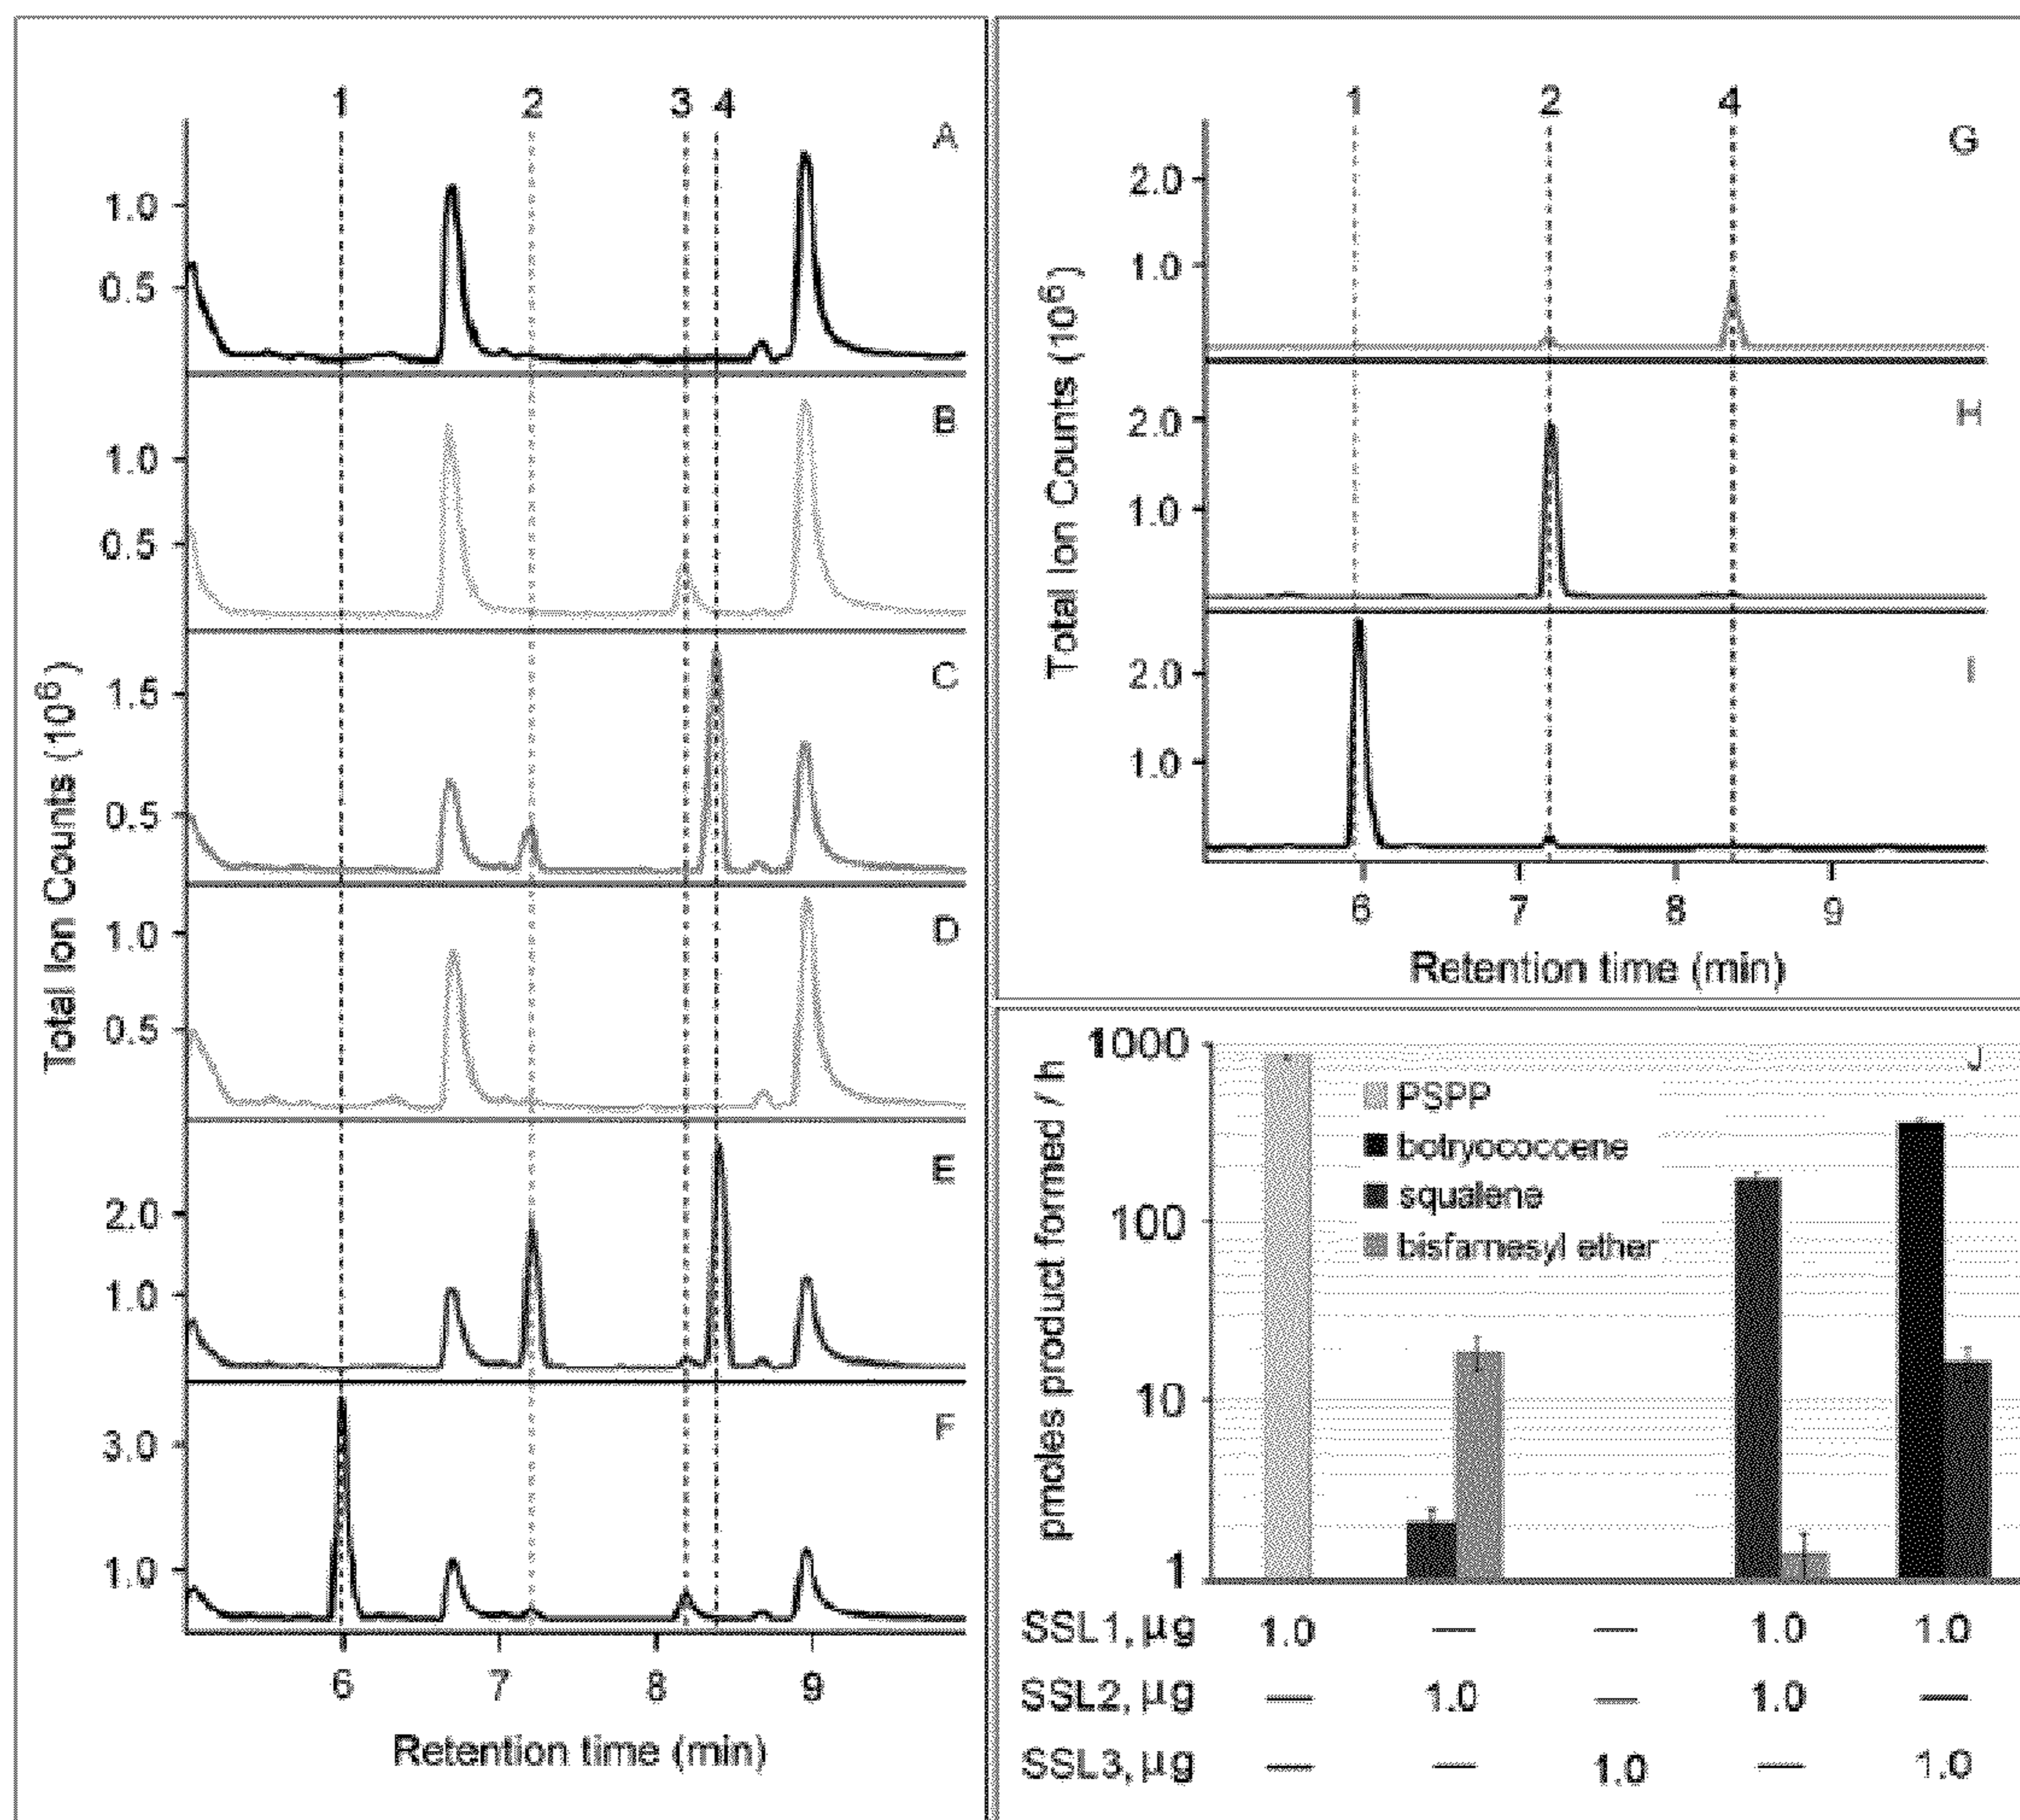 1 2 3 4
A
1.0
0.5
B
1.0
0.5
C
1.5
0.5
D
1.0
0.5
E
2.0
1.0
F
3.0
1.0
6 7 8 9
Retention time (min)
Total Ion Counts (10⁶)
1 2 4
G
2.0
1.0
H
2.0
1.0
I
2.0
1.0
6 7 8 9
Retention time (min)
Total Ion Counts (10⁶)
J
1000
100
10
1
pmoles product formed / h
PSPP
botryococcene
squalene
bisfarnesyl ether
SSL1, μg 1.0 — — 1.0 1.0
SSL2, μg — 1.0 — 1.0 —
SSL3, μg — — 1.0 — 1.0